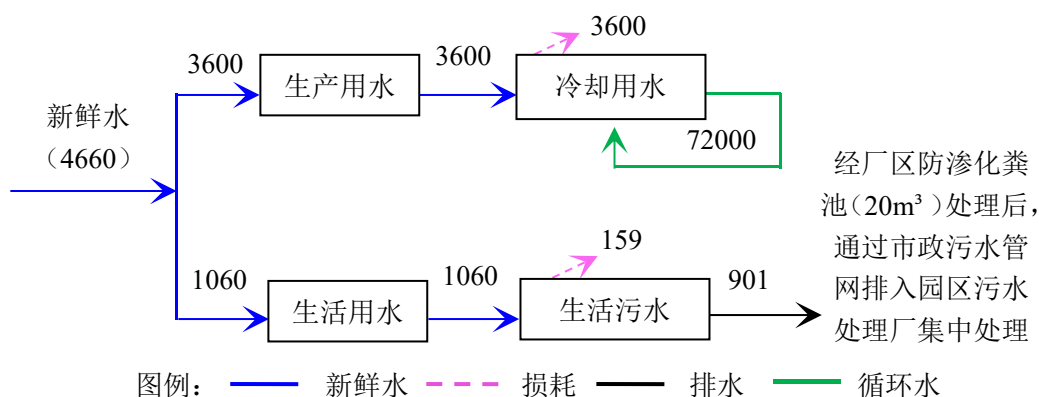 3600
3600
3600
生产用水
冷却用水
新鲜水
（4660）
72000
经厂区防渗化粪
池（20m³）处理后，
通过市政污水管
网排入园区污水
处理厂集中处理
159
1060
1060
901
生活用水
生活污水
图例： 新鲜水 损耗 排水 循环水